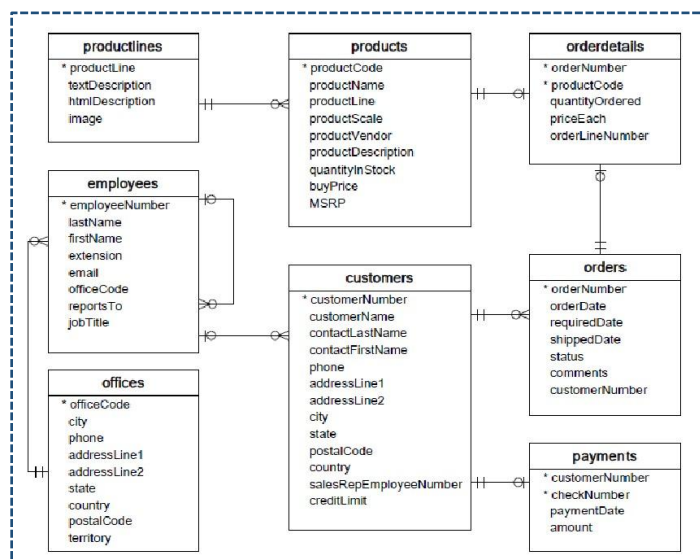 productlines
* productLine
textDescription
htmlDescription
image
products
* productCode
productName
productLine
productScale
productVendor
productDescription
quantityInStock
buyPrice
MSRP
orderdetails
* orderNumber
* productCode
quantityOrdered
priceEach
orderLineNumber
employees
* employeeNumber
lastName
firstName
extension
email
officeCode
reportsTo
jobTitle
customers
* customerNumber
customerName
contactLastName
contactFirstName
phone
addressLine1
addressLine2
city
state
postalCode
country
salesRepEmployeeNumber
creditLimit
orders
* orderNumber
orderDate
requiredDate
shippedDate
status
comments
customerNumber
offices
* officeCode
city
phone
addressLine1
addressLine2
state
country
postalCode
territory
payments
* customerNumber
* checkNumber
paymentDate
amount